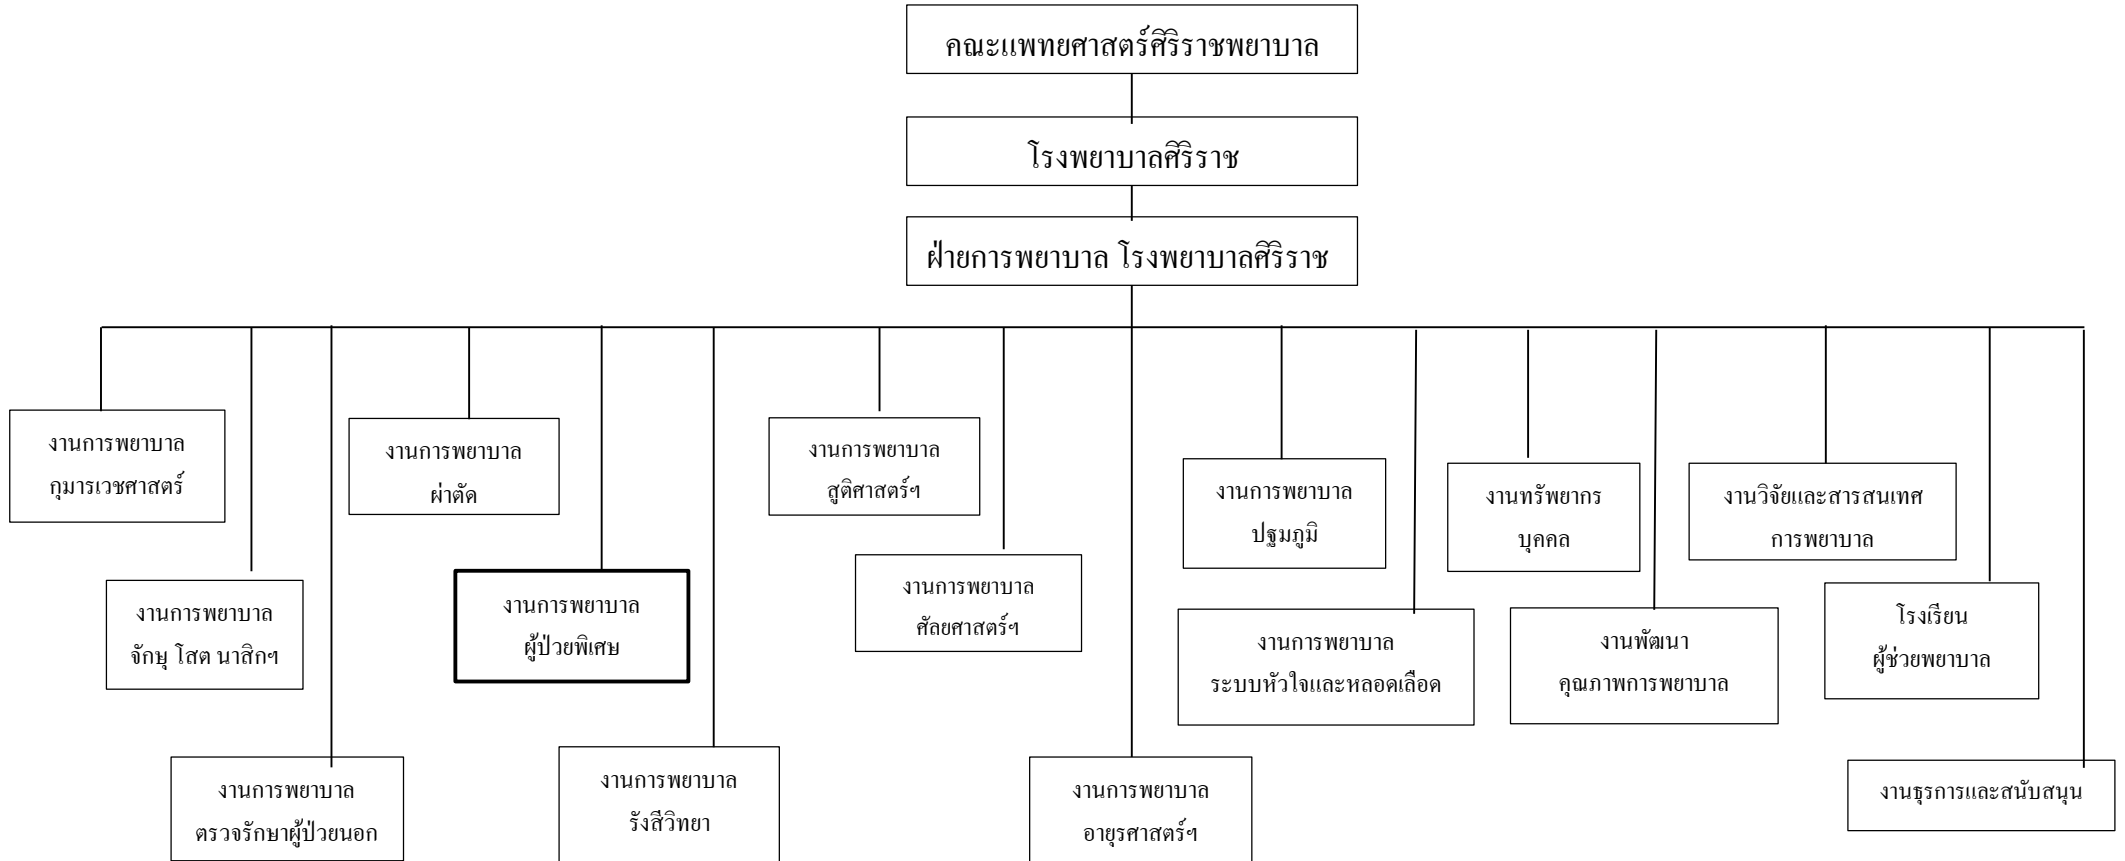 คณะแพทยศาสตร์ศิริราชพยาบาล
โรงพยาบาลศิริราช
ฝ่ายการพยาบาล โรงพยาบาลศิริราช
งานการพยาบาล
กุมารเวชศาสตร์
งานการพยาบาล
จักษุ โสต นาสิกฯ
งานการพยาบาล
ตรวจรักษาผู้ป่วยนอก
งานการพยาบาล
ผ่าตัด
งานการพยาบาล
ผู้ป่วยพิเศษ
งานการพยาบาล
รังสีวิทยา
งานการพยาบาล
สูติศาสตร์ฯ
งานการพยาบาล
ศัลยศาสตร์ฯ
งานการพยาบาล
อายุรศาสตร์ฯ
งานการพยาบาล
ปฐมภูมิ
งานการพยาบาล
ระบบหัวใจและหลอดเลือด
งานทรัพยากร
บุคคล
งานพัฒนา
คุณภาพการพยาบาล
งานวิจัยและสารสนเทศ
การพยาบาล
โรงเรียน
ผู้ช่วยพยาบาล
งานธุรการและสนับสนุน